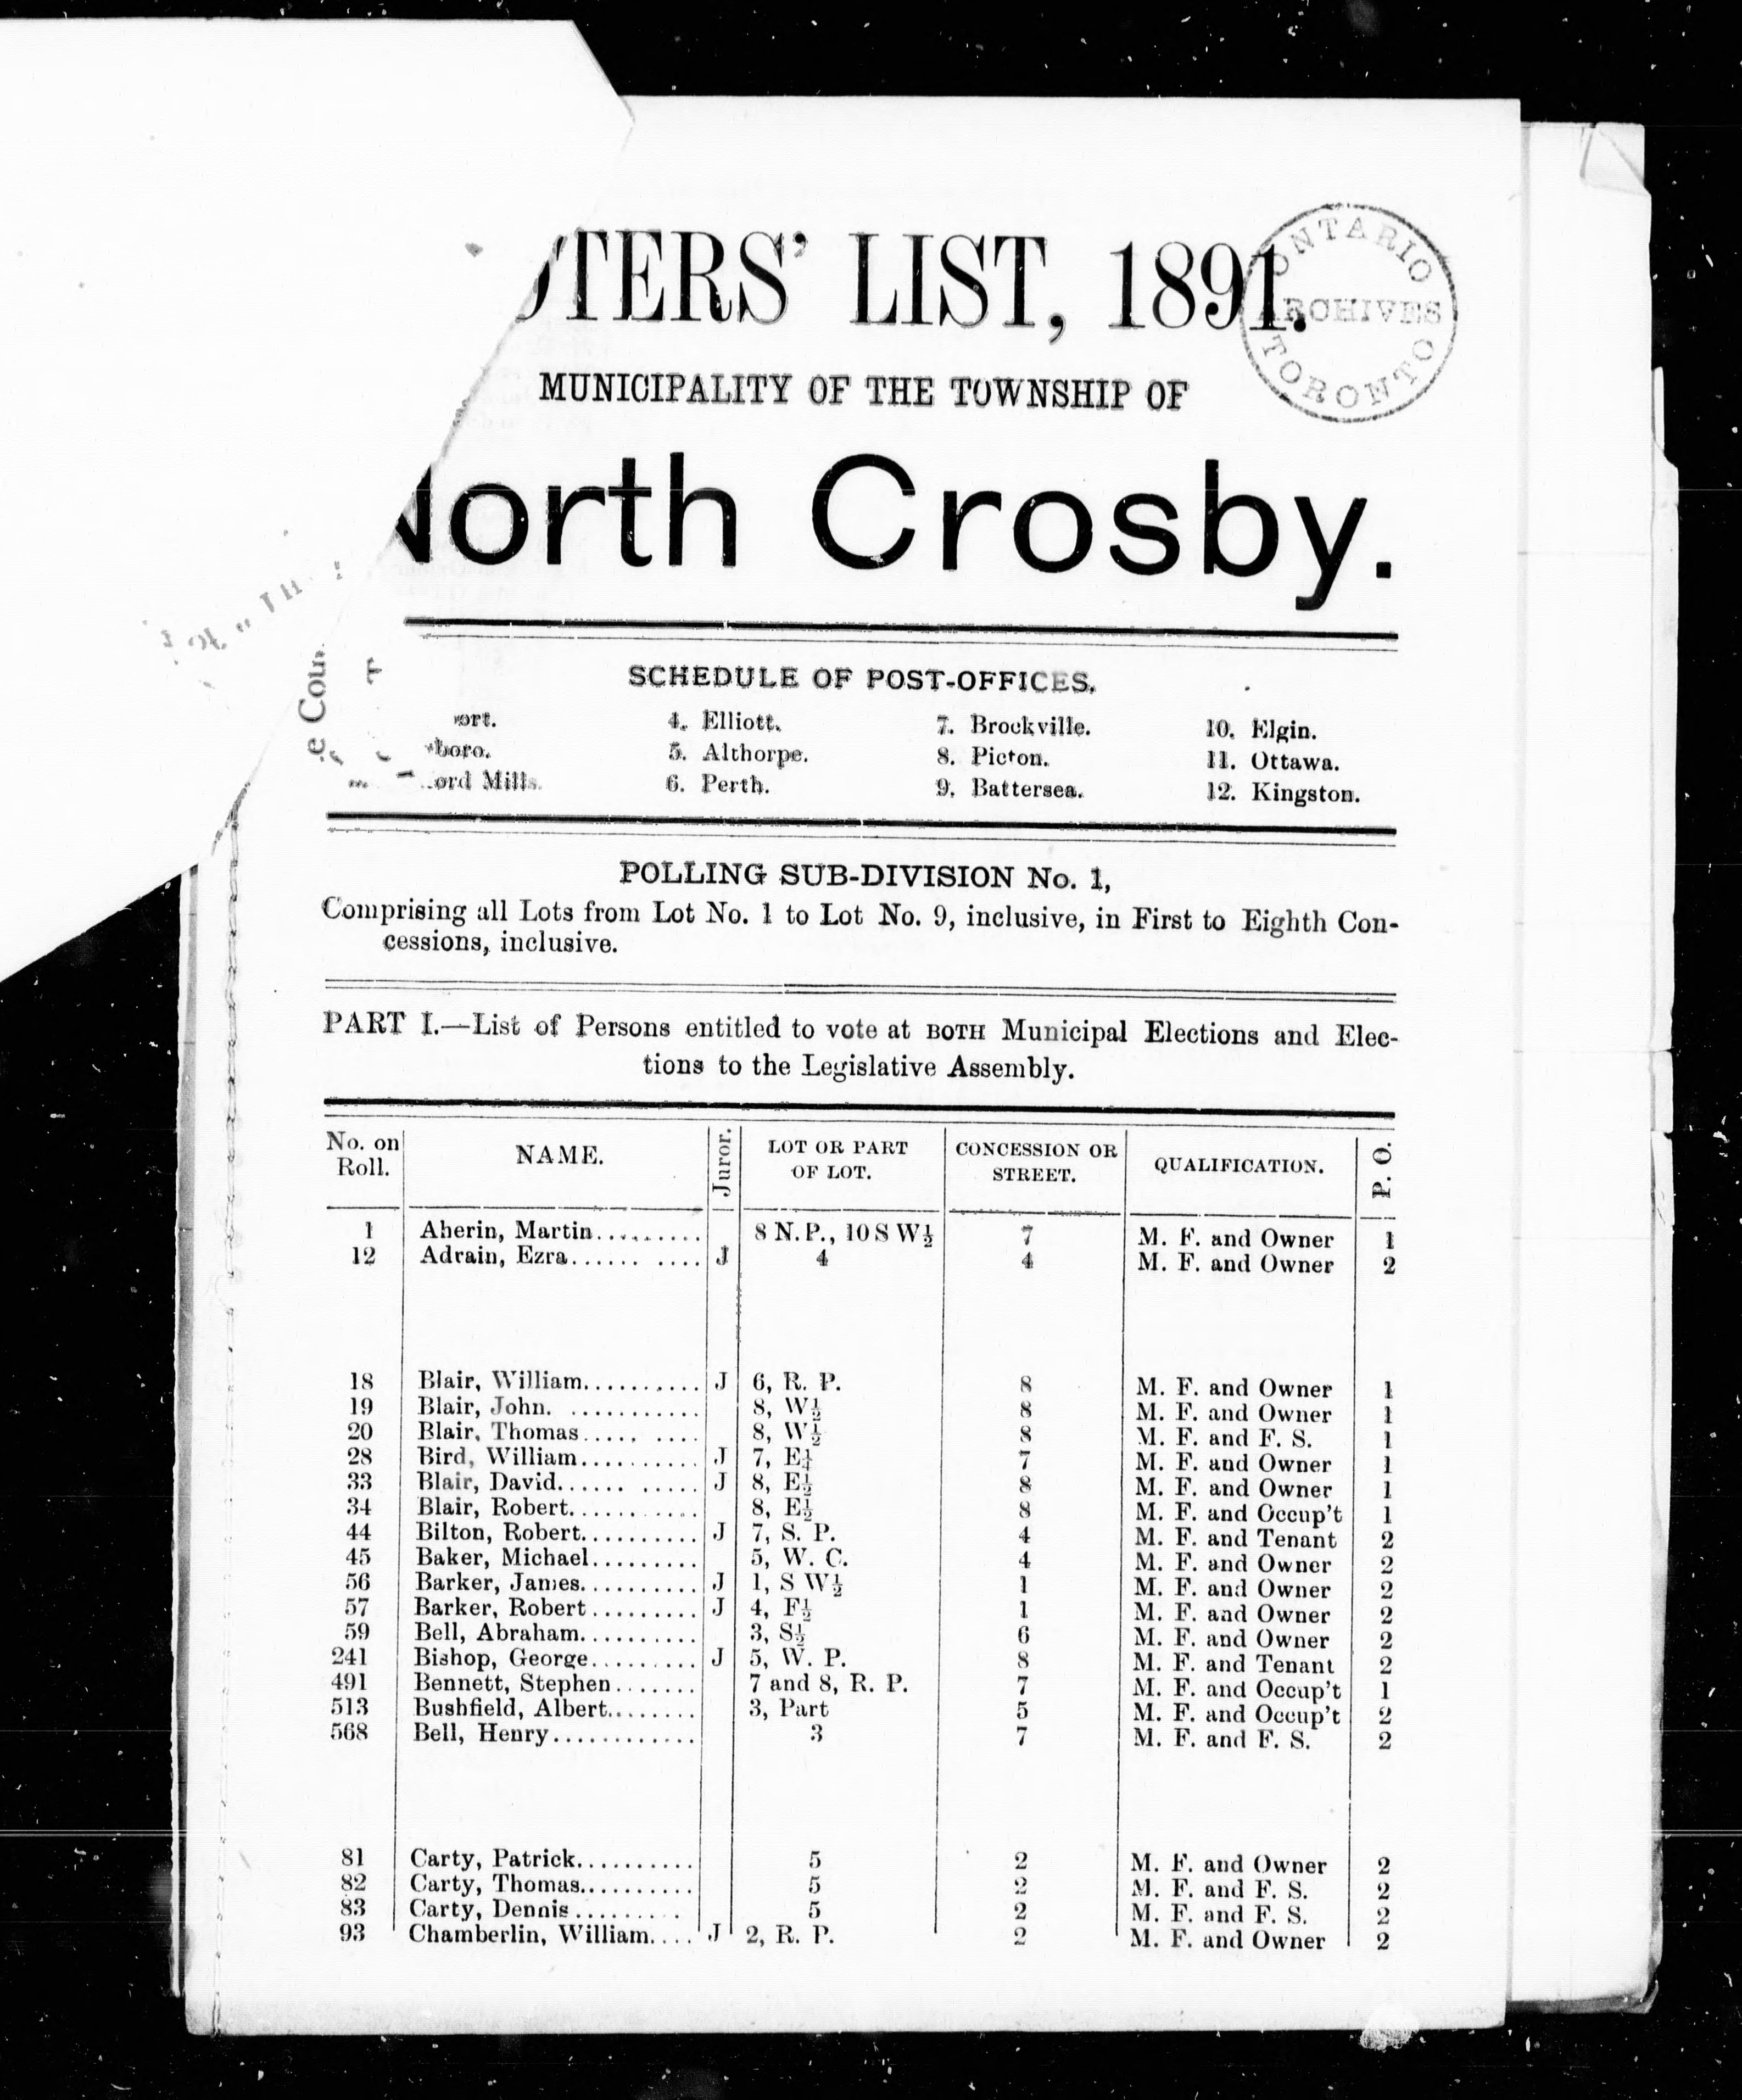 OTERS' LIST, 1891.
ONTARIO ARCHIVES TORONTO
MUNICIPALITY OF THE TOWNSHIP OF
North Crosby.
SCHEDULE OF POST-OFFICES.
ort. 4. Elliott. 7. Brockville. 10. Elgin.
boro. 5. Althorpe. 8. Picton. 11. Ottawa.
ord Mills. 6. Perth. 9. Battersea. 12. Kingston.
POLLING SUB-DIVISION No. 1,
Comprising all Lots from Lot No. 1 to Lot No. 9, inclusive, in First to Eighth Con-
cessions, inclusive.
PART I.—List of Persons entitled to vote at BOTH Municipal Elections and Elec-
tions to the Legislative Assembly.
No. on Roll. NAME. Juror. LOT OR PART OF LOT. CONCESSION OR STREET. QUALIFICATION. P. O.
1 Aherin, Martin......... 8 N.P., 10 S W½ 7 M. F. and Owner 1
12 Adrain, Ezra...... .... J 4 4 M. F. and Owner 2
18 Blair, William.......... J 6, R. P. 8 M. F. and Owner 1
19 Blair, John. ........... 8, W½ 8 M. F. and Owner 1
20 Blair, Thomas..... .... 8, W½ 8 M. F. and F. S. 1
28 Bird, William.......... J 7, E¼ 7 M. F. and Owner 1
33 Blair, David...... ..... J 8, E½ 8 M. F. and Owner 1
34 Blair, Robert........... 8, E½ 8 M. F. and Occup't 1
44 Bilton, Robert.......... J 7, S. P. 4 M. F. and Tenant 2
45 Baker, Michael......... 5, W. C. 4 M. F. and Owner 2
56 Barker, James.......... J 1, S W½ 1 M. F. and Owner 2
57 Barker, Robert......... J 4, F½ 1 M. F. and Owner 2
59 Bell, Abraham.......... 3, S½ 6 M. F. and Owner 2
241 Bishop, George......... J 5, W. P. 8 M. F. and Tenant 2
491 Bennett, Stephen....... 7 and 8, R. P. 7 M. F. and Occup't 1
513 Bushfield, Albert........ 3, Part 5 M. F. and Occup't 2
568 Bell, Henry............ 3 7 M. F. and F. S. 2
81 Carty, Patrick.......... 5 2 M. F. and Owner 2
82 Carty, Thomas.......... 5 2 M. F. and F. S. 2
83 Carty, Dennis......... 5 2 M. F. and F. S. 2
93 Chamberlin, William.... J 2, R. P. 2 M. F. and Owner 2